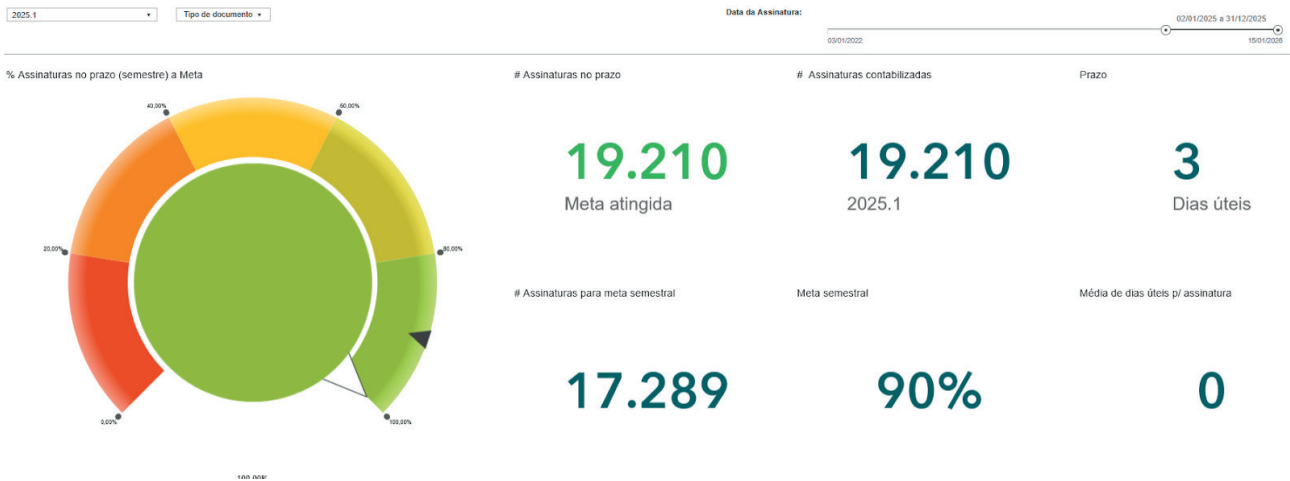 2025.1
Tipo de documento
Data da Assinatura:
02/01/2025 a 31/12/2025
03/01/2022
15/01/2026
% Assinaturas no prazo (semestre) a Meta
# Assinaturas no prazo
# Assinaturas contabilizadas
Prazo
40,00%
60,00%
19.210
19.210
3
Meta atingida
2025.1
Dias úteis
20,00%
80,00%
# Assinaturas para meta semestral
Meta semestral
Média de dias úteis p/ assinatura
17.289
90%
0
0,00%
100,00%
100,00%